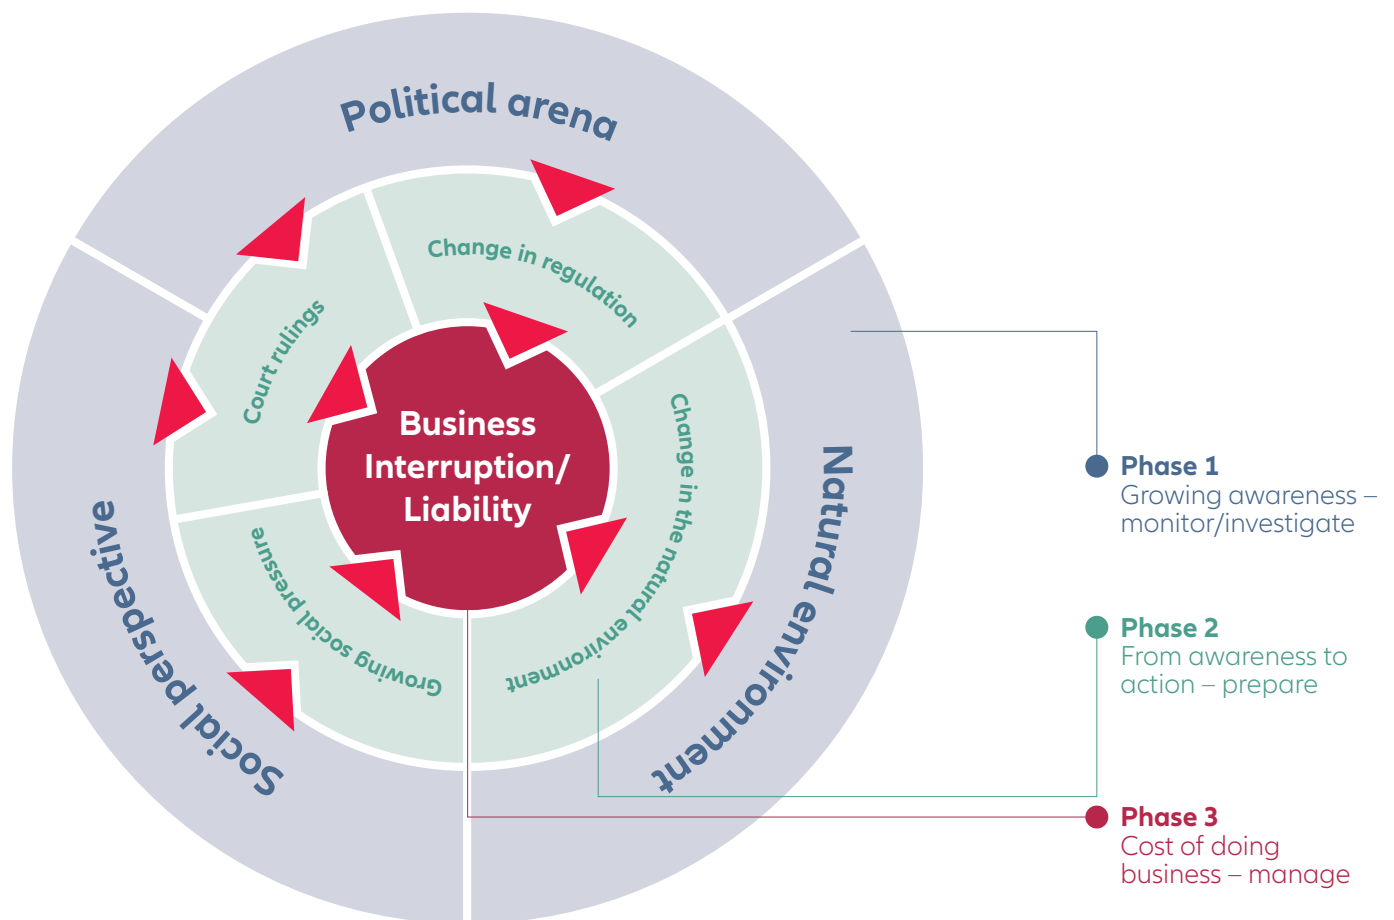 Political arena
Change in regulation
Court rulings
Business
Interruption/
Liability
Change in the natural environment
Growing social pressure
Natural environment
Social perspective
Phase 1
Growing awareness –
monitor/investigate
Phase 2
From awareness to
action – prepare
Phase 3
Cost of doing
business – manage